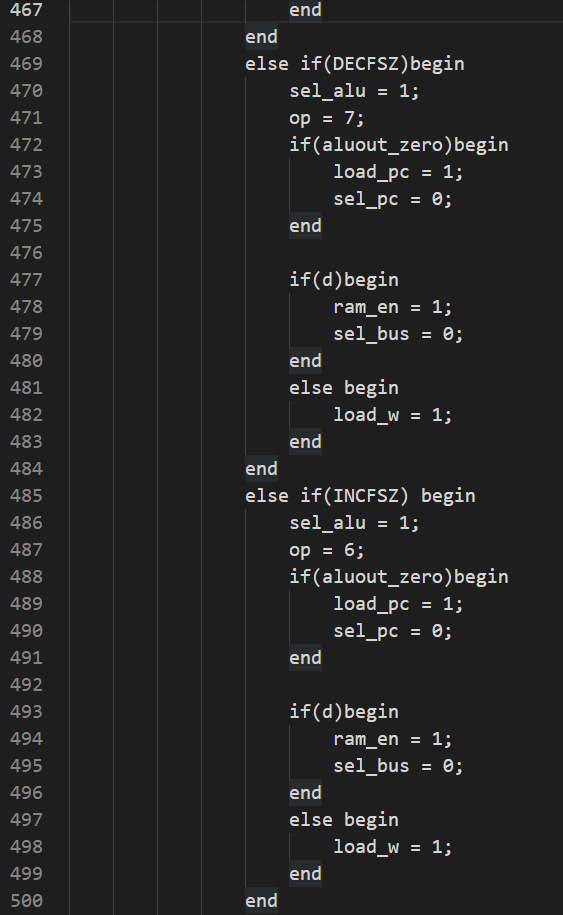 467 end
468 end
469 else if(DECFSZ)begin
470 sel_alu = 1;
471 op = 7;
472 if(aluout_zero)begin
473 load_pc = 1;
474 sel_pc = 0;
475 end
476
477 if(d)begin
478 ram_en = 1;
479 sel_bus = 0;
480 end
481 else begin
482 load_w = 1;
483 end
484 end
485 else if(INCFSZ) begin
486 sel_alu = 1;
487 op = 6;
488 if(aluout_zero)begin
489 load_pc = 1;
490 sel_pc = 0;
491 end
492
493 if(d)begin
494 ram_en = 1;
495 sel_bus = 0;
496 end
497 else begin
498 load_w = 1;
499 end
500 end